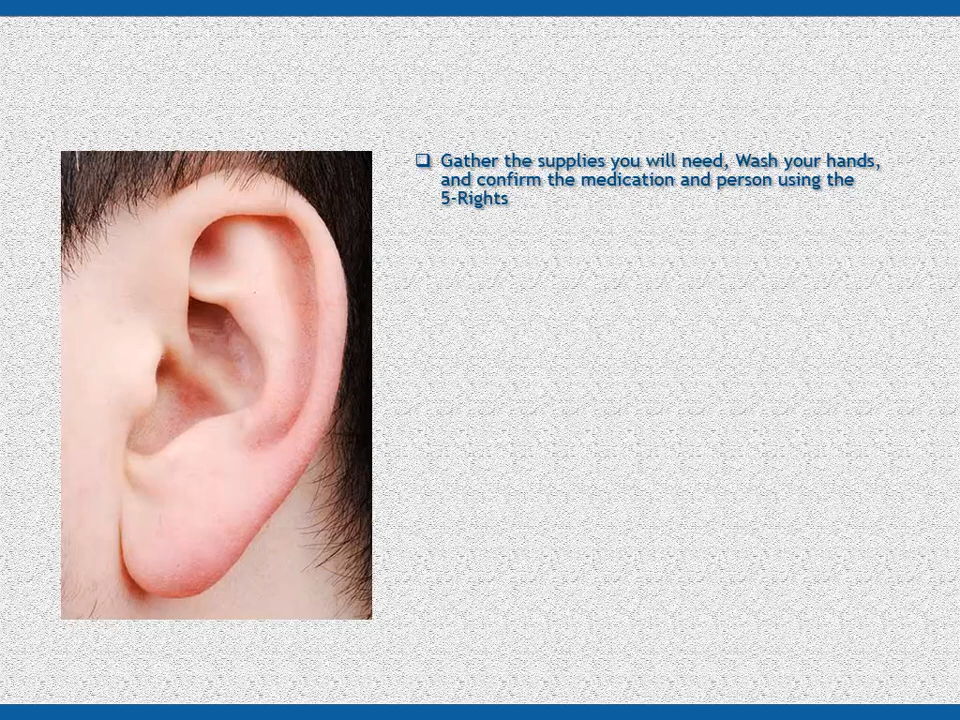 ❑ Gather the supplies you will need, Wash your hands,
and confirm the medication and person using the
5-Rights